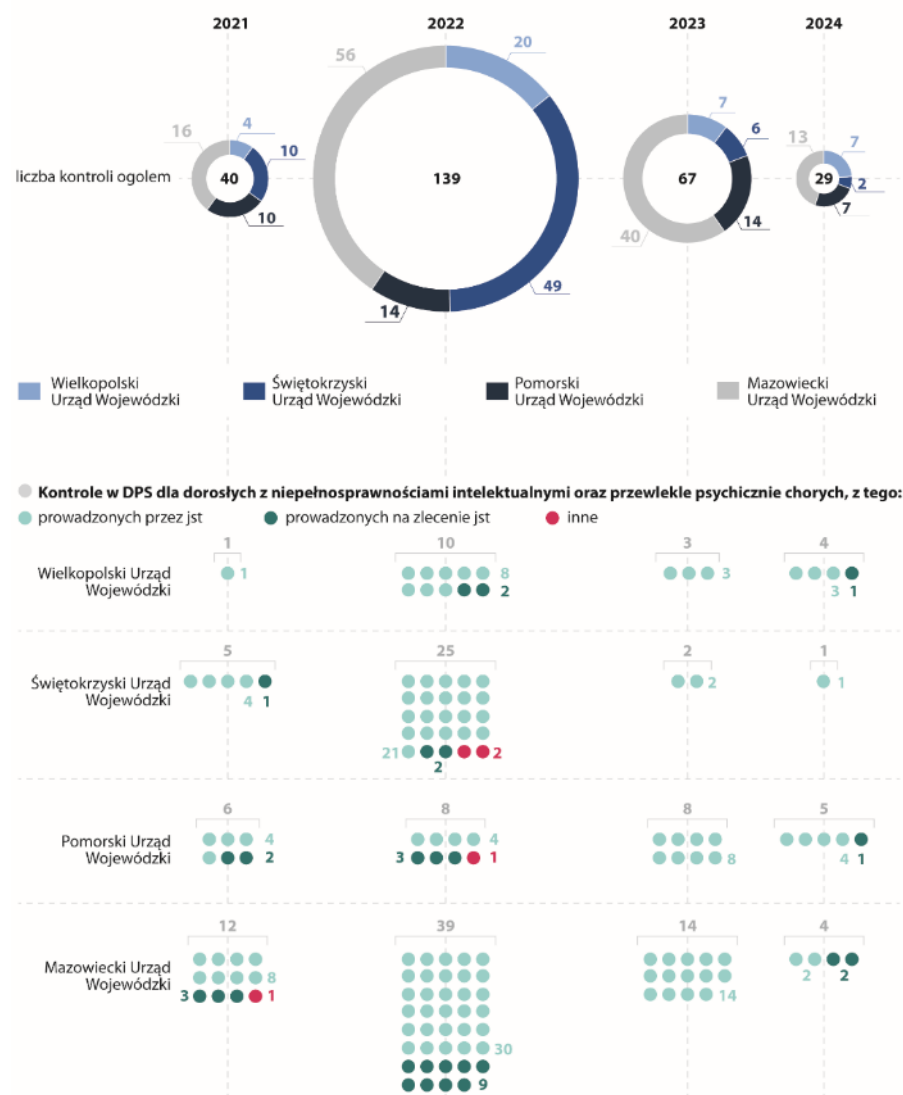 2021 2022 2023 2024
56 20
16 4 7
10 6 13 7
liczba kontroli ogolem 40 139 67 29 2
10 14 7
40
49
14
Wielkopolski Świętokrzyski Pomorski Mazowiecki
Urząd Wojewódzki Urząd Wojewódzki Urząd Wojewódzki Urząd Wojewódzki
Kontrole w DPS dla dorosłych z niepełnosprawnościami intelektualnymi oraz przewlekle psychicznie chorych, z tego:
prowadzonych przez jst prowadzonych na zlecenie jst inne
1 10 3 4
Wielkopolski Urząd 1 8 3
Wojewódzki 2 3 1
5 25 2 1
Świętokrzyski Urząd 2 1
Wojewódzki 4 1
21 2
2
6 8 8 5
Pomorski Urząd 4 4
Wojewódzki 2 3 1 8 4 1
12 39 14 4
Mazowiecki Urząd 8 2 2
Wojewódzki
3 1 14
30
9